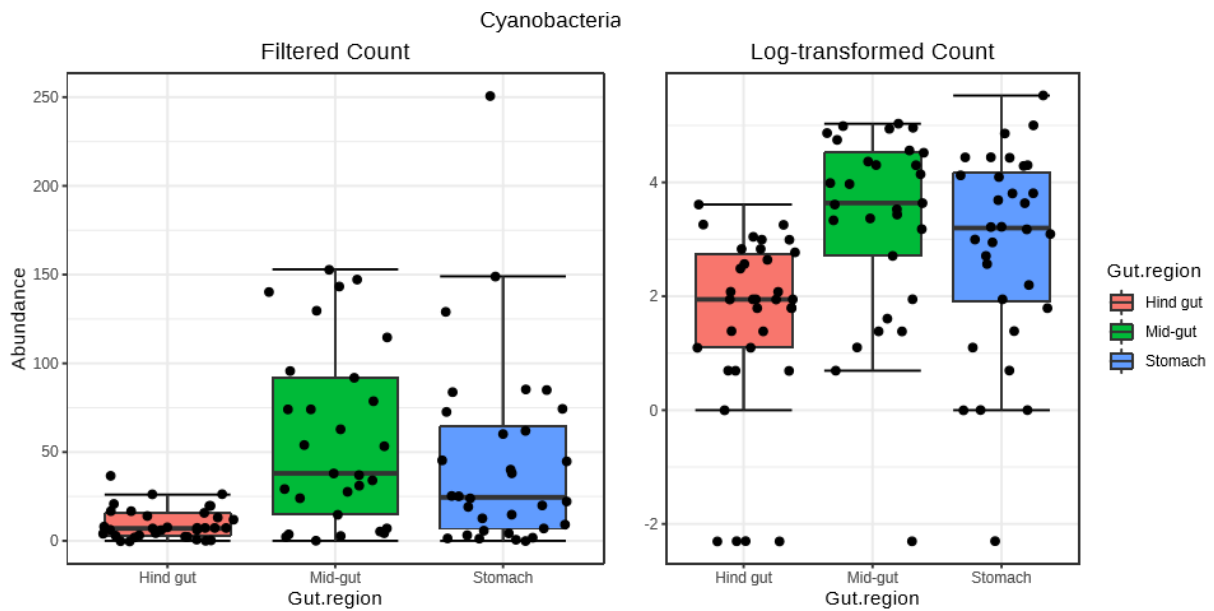 Cyanobacteria
Filtered Count
Log-transformed Count
Abundance
250
200
150
100
50
0
Hind gut
Mid-gut
Stomach
Gut.region
4
2
0
-2
Hind gut
Mid-gut
Stomach
Gut.region
Gut.region
Hind gut
Mid-gut
Stomach